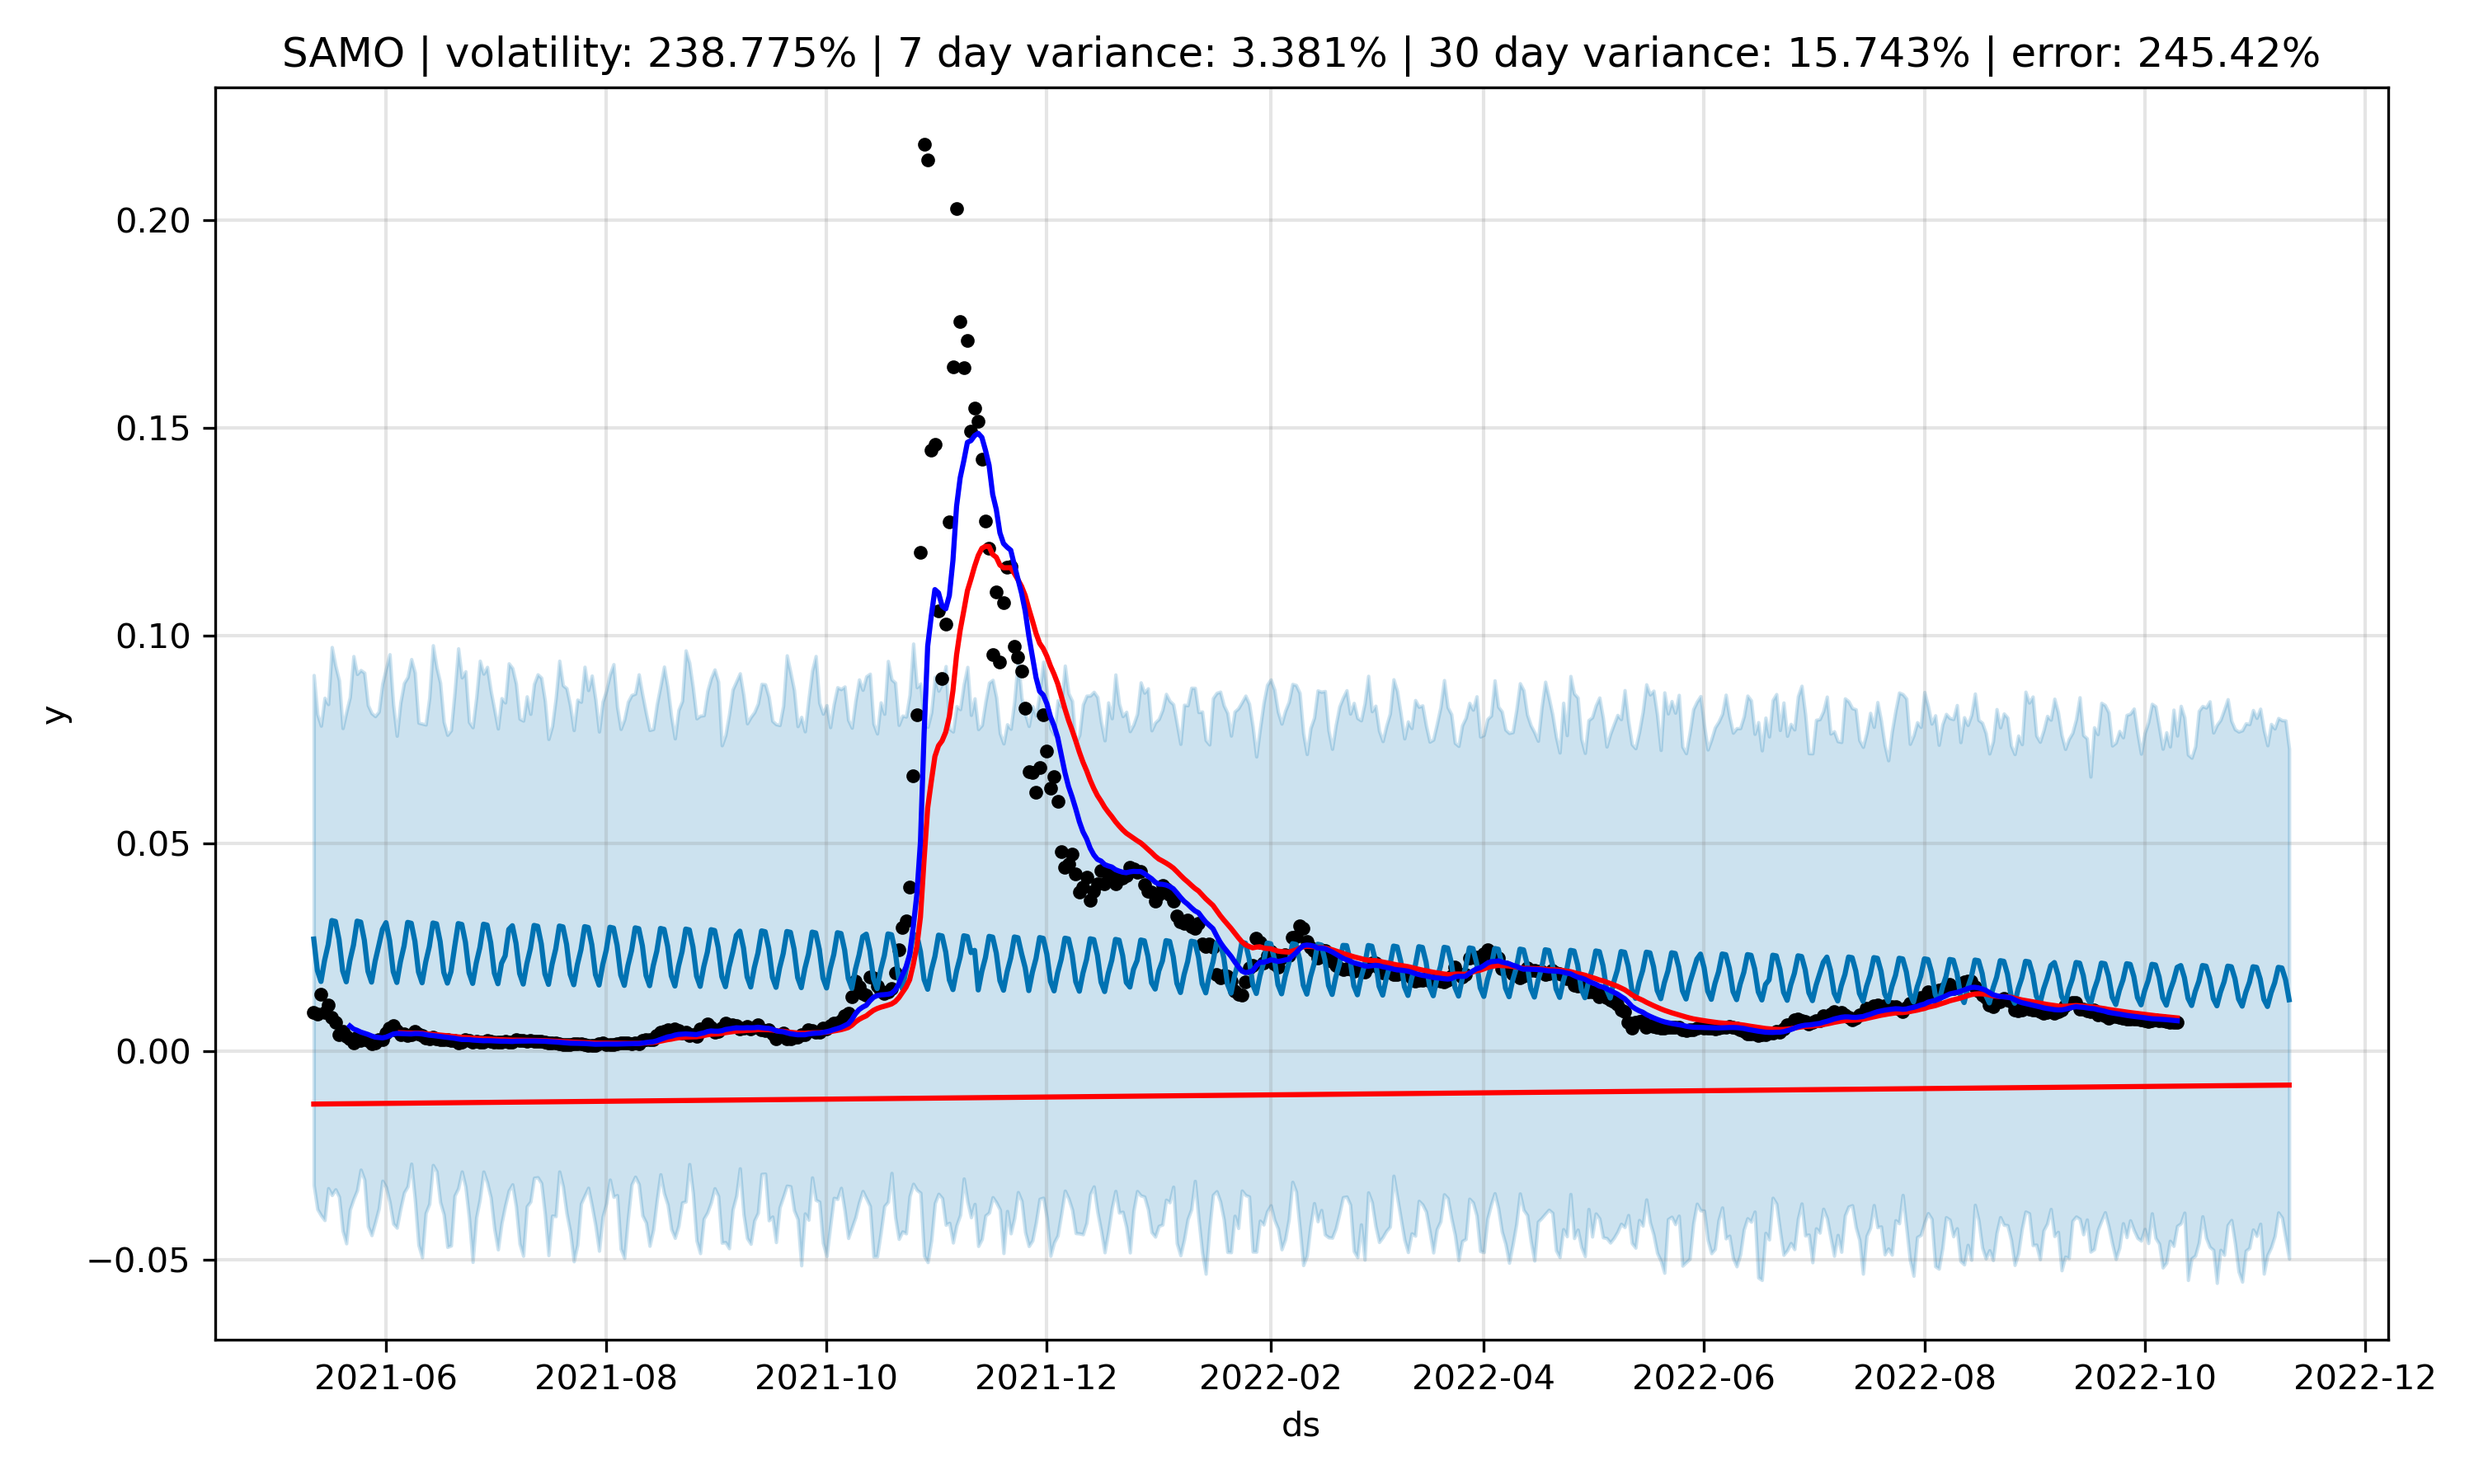 SAMO | volatility: 238.775% | 7 day variance: 3.381% | 30 day variance: 15.743% | error: 245.42%
0.20
0.15
0.10
0.05
0.00
−0.05
y
2021-06 2021-08 2021-10 2021-12 2022-02 2022-04 2022-06 2022-08 2022-10 2022-12
ds